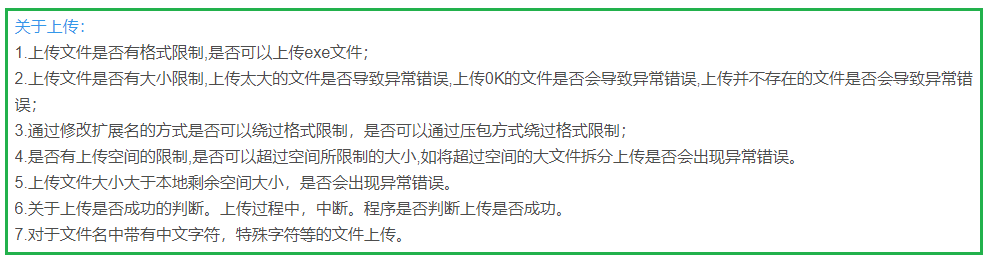 关于上传：
1.上传文件是否有格式限制,是否可以上传exe文件；
2.上传文件是否有大小限制,上传太大的文件是否导致异常错误,上传0K的文件是否会导致异常错误,上传并不存在的文件是否会导致异常错
误；
3.通过修改扩展名的方式是否可以绕过格式限制，是否可以通过压包方式绕过格式限制；
4.是否有上传空间的限制,是否可以超过空间所限制的大小,如将超过空间的大文件拆分上传是否会出现异常错误。
5.上传文件大小大于本地剩余空间大小，是否会出现异常错误。
6.关于上传是否成功的判断。上传过程中，中断。程序是否判断上传是否成功。
7.对于文件名中带有中文字符，特殊字符等的文件上传。